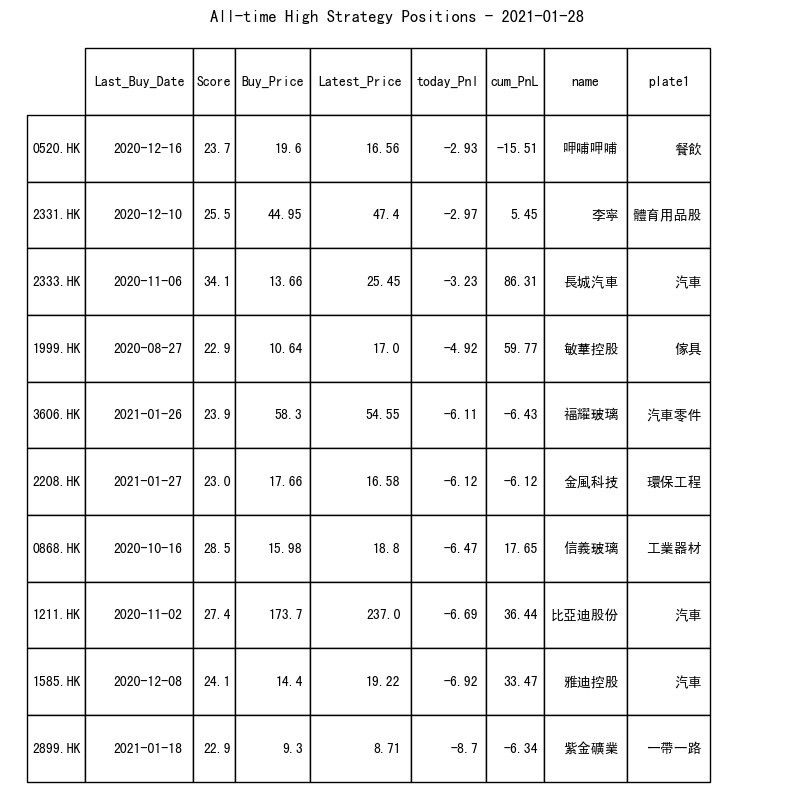 All-time High Strategy Positions - 2021-01-28
Last_Buy_Date Score Buy_Price Latest_Price today_Pnl cum_PnL name plate1
0520.HK 2020-12-16 23.7 19.6 16.56 -2.93 -15.51 呷哺呷哺 餐飲
2331.HK 2020-12-10 25.5 44.95 47.4 -2.97 5.45 李寧 體育用品股
2333.HK 2020-11-06 34.1 13.66 25.45 -3.23 86.31 長城汽車 汽車
1999.HK 2020-08-27 22.9 10.64 17.0 -4.92 59.77 敏華控股 傢具
3606.HK 2021-01-26 23.9 58.3 54.55 -6.11 -6.43 福耀玻璃 汽車零件
2208.HK 2021-01-27 23.0 17.66 16.58 -6.12 -6.12 金風科技 環保工程
0868.HK 2020-10-16 28.5 15.98 18.8 -6.47 17.65 信義玻璃 工業器材
1211.HK 2020-11-02 27.4 173.7 237.0 -6.69 36.44 比亞迪股份 汽車
1585.HK 2020-12-08 24.1 14.4 19.22 -6.92 33.47 雅迪控股 汽車
2899.HK 2021-01-18 22.9 9.3 8.71 -8.7 -6.34 紫金礦業 一帶一路